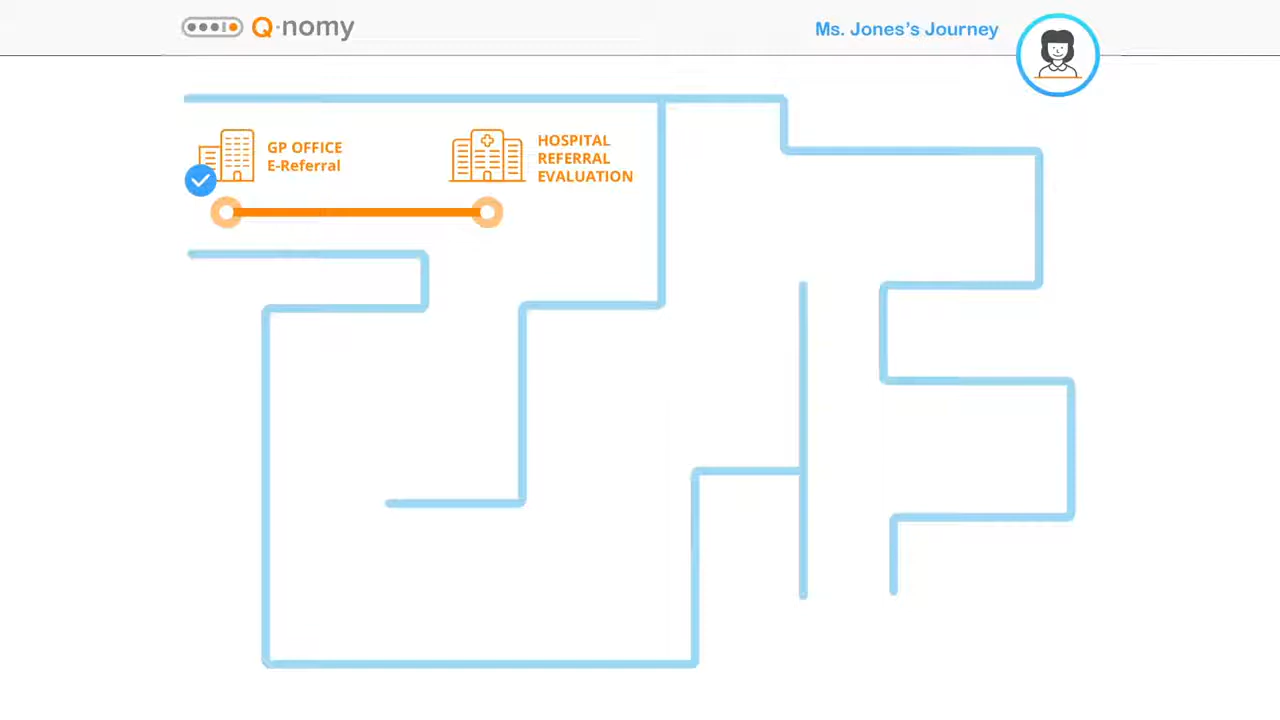 Q·nomy
Ms. Jones's Journey
GP OFFICE
E-Referral
HOSPITAL
REFERRAL
EVALUATION